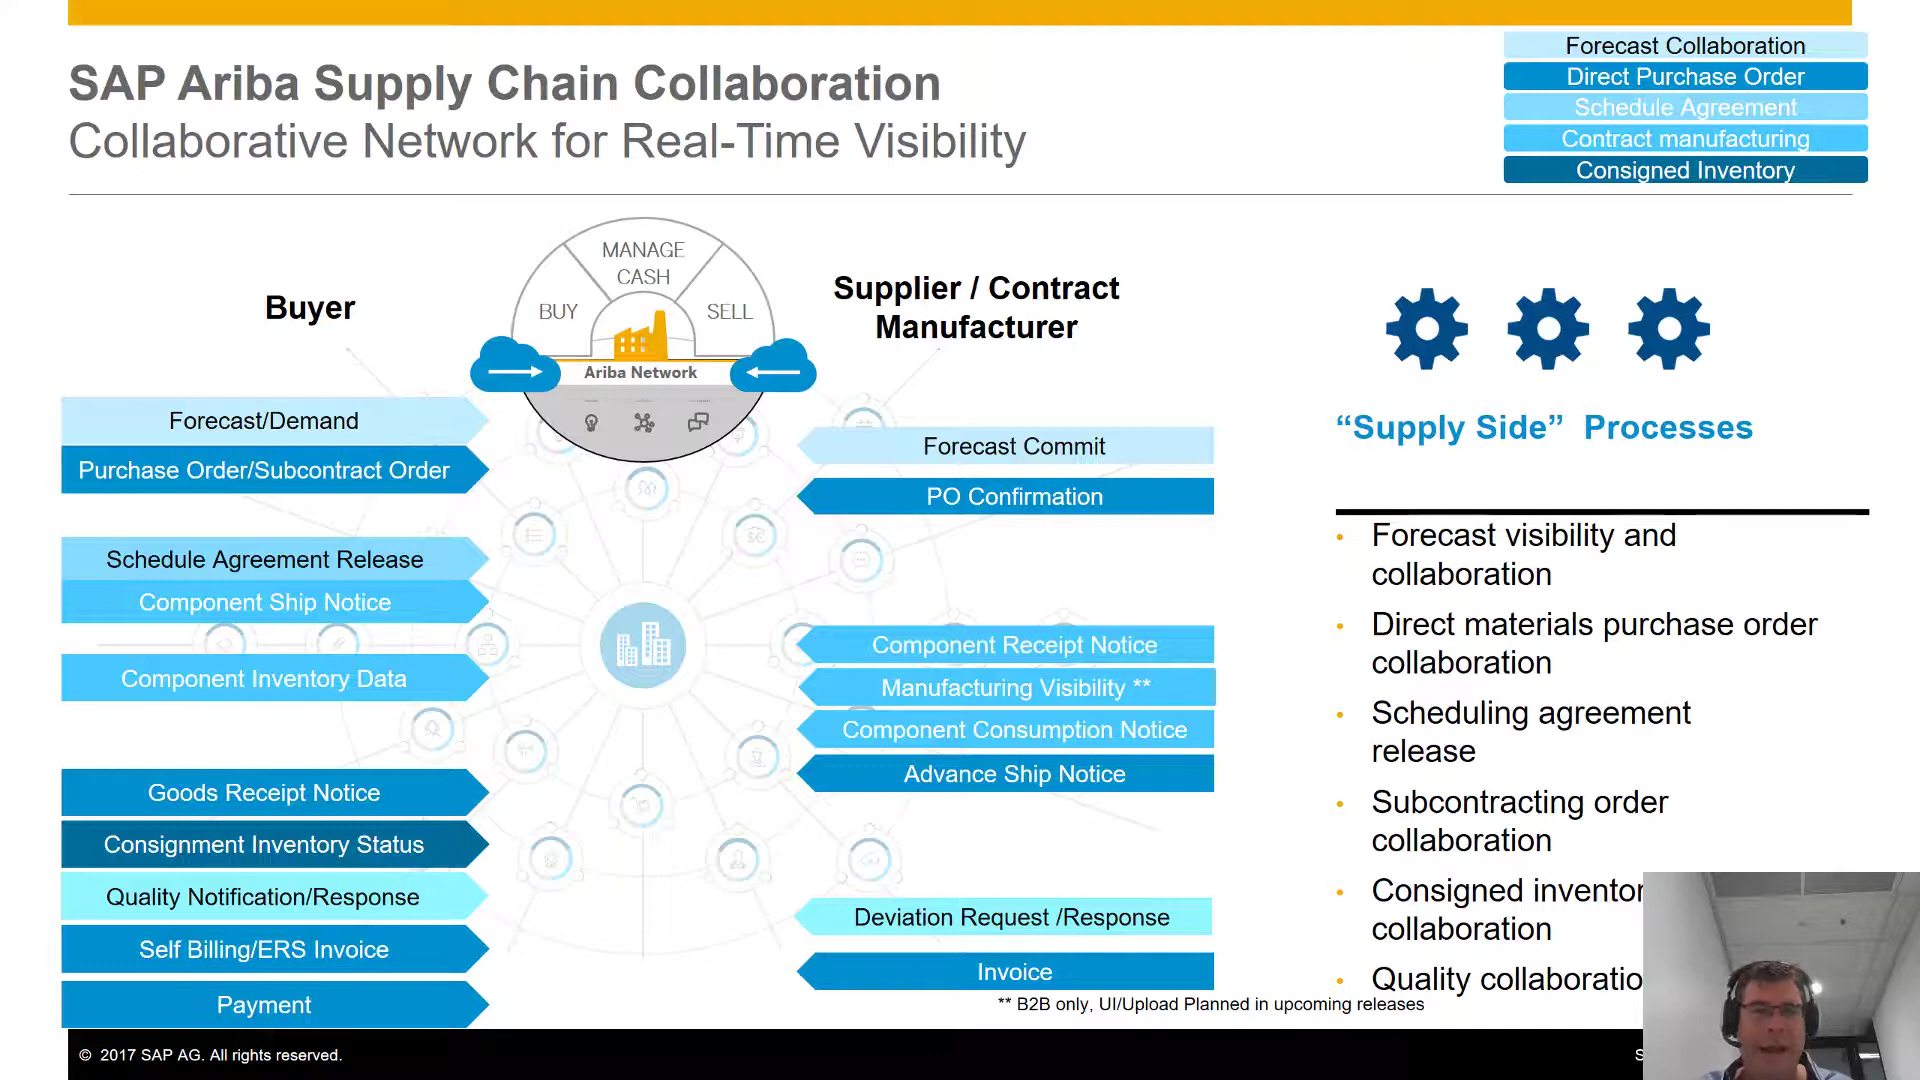 SAP Ariba Supply Chain Collaboration
Collaborative Network for Real-Time Visibility
Forecast Collaboration
Direct Purchase Order
Schedule Agreement
Contract manufacturing
Consigned Inventory
Buyer
MANAGE
CASH
BUY
SELL
Ariba Network
Supplier / Contract
Manufacturer
Forecast/Demand
Purchase Order/Subcontract Order
Schedule Agreement Release
Component Ship Notice
Component Inventory Data
Goods Receipt Notice
Consignment Inventory Status
Quality Notification/Response
Self Billing/ERS Invoice
Payment
Forecast Commit
PO Confirmation
Component Receipt Notice
Manufacturing Visibility **
Component Consumption Notice
Advance Ship Notice
Deviation Request /Response
Invoice
** B2B only, UI/Upload Planned in upcoming releases
“Supply Side” Processes
• Forecast visibility and
collaboration
• Direct materials purchase order
collaboration
• Scheduling agreement
release
• Subcontracting order
collaboration
• Consigned inventor
collaboration
• Quality collaboratio
© 2017 SAP AG. All rights reserved.